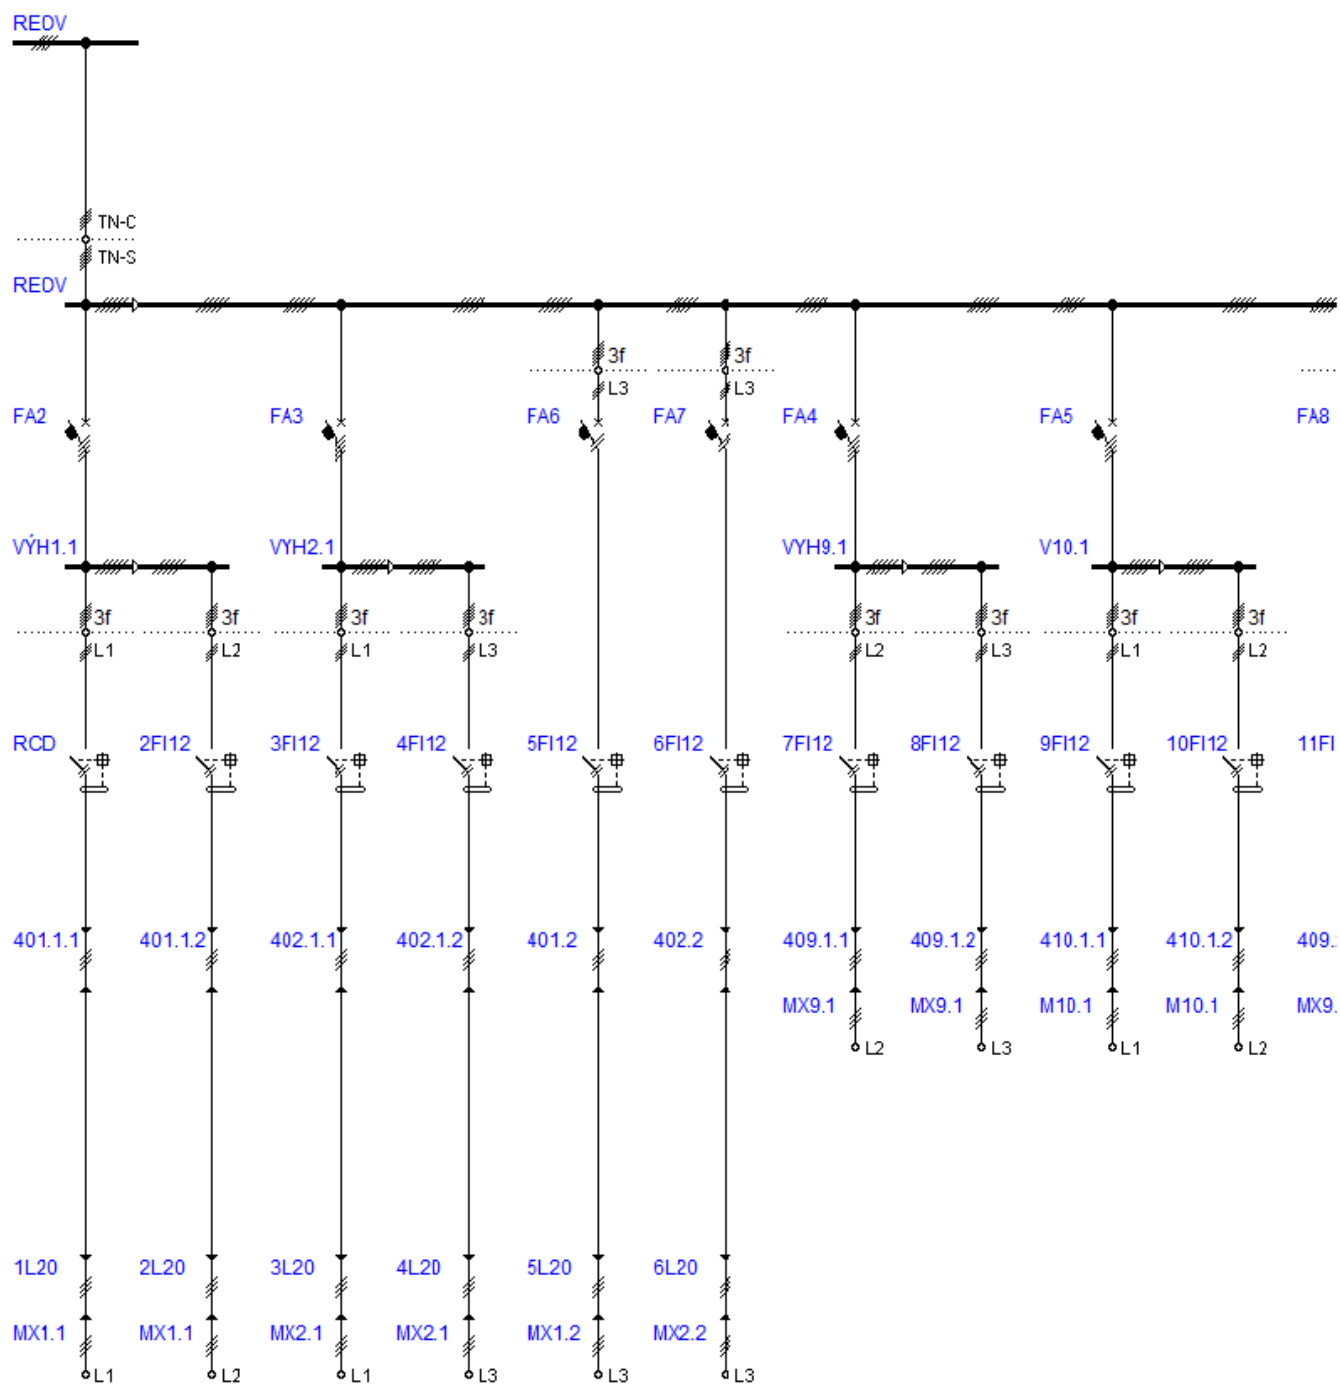 REDV
TN-C
TN-S
REDV
3f 3f
L3 L3
FA2 FA3 FA6 FA7 FA4 FA5 FA8
VÝH1.1 VYH2.1 VYH9.1 V10.1
3f 3f 3f 3f 3f 3f 3f 3f
L1 L2 L1 L3 L2 L3 L1 L2
RCD 2FI12 3FI12 4FI12 5FI12 6FI12 7FI12 8FI12 9FI12 10FI12 11FI
401.1.1 401.1.2 402.1.1 402.1.2 401.2 402.2 409.1.1 409.1.2 410.1.1 410.1.2 409.
MX9.1 MX9.1 M10.1 M10.1 MX9.
L2 L3 L1 L2
1L20 2L20 3L20 4L20 5L20 6L20
MX1.1 MX1.1 MX2.1 MX2.1 MX1.2 MX2.2
L1 L2 L1 L3 L3 L3